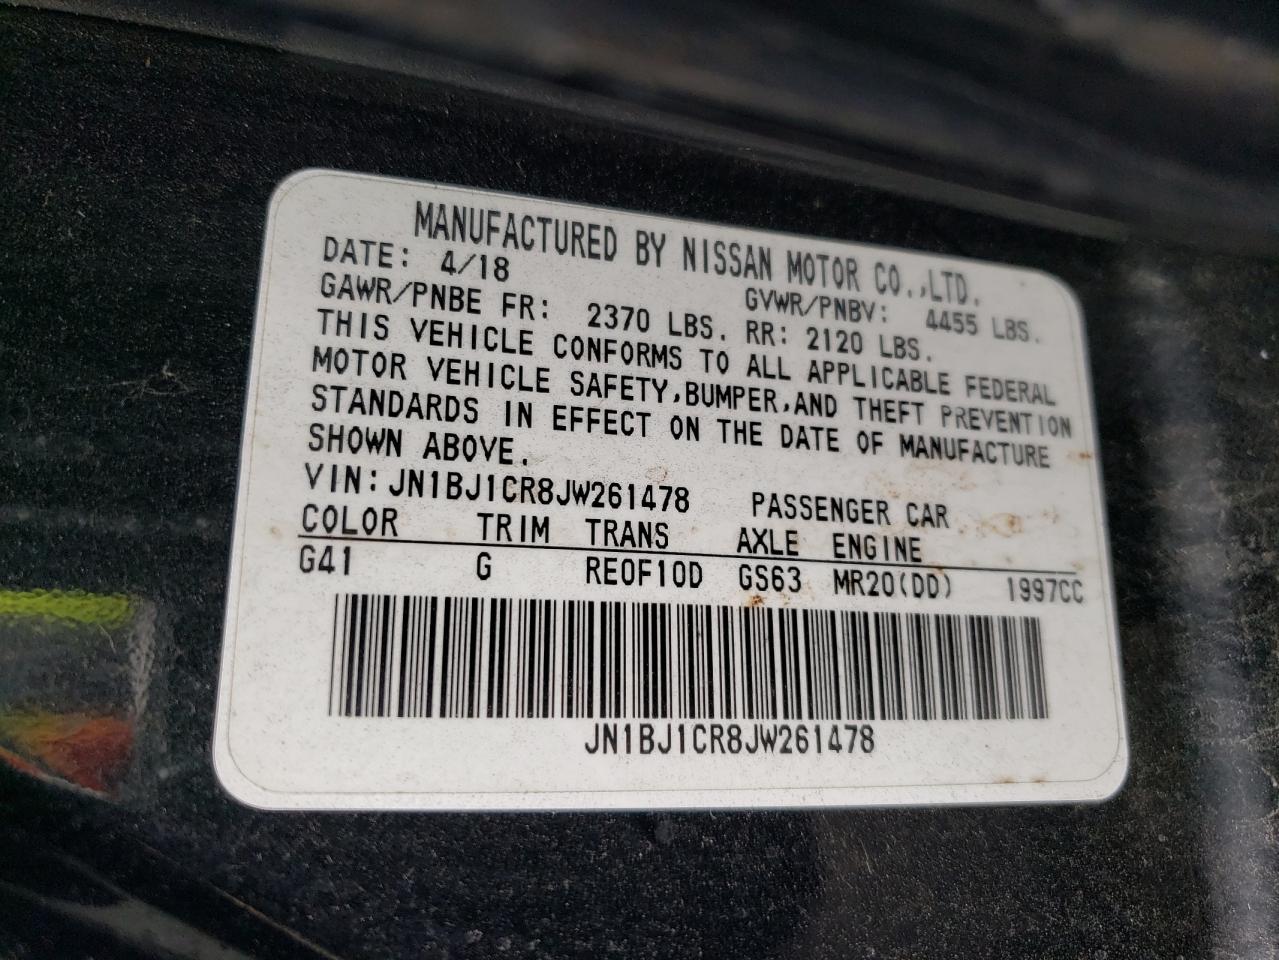 MANUFACTURED BY NISSAN MOTOR CO.,LTD.
DATE: 4/18 GVWR/PNBV: 4455 LBS.
GAWR/PNBE FR: 2370 LBS. RR: 2120 LBS.
THIS VEHICLE CONFORMS TO ALL APPLICABLE FEDERAL
MOTOR VEHICLE SAFETY,BUMPER,AND THEFT PREVENTION
STANDARDS IN EFFECT ON THE DATE OF MANUFACTURE
SHOWN ABOVE.
VIN:JN1BJ1CR8JW261478 PASSENGER CAR
COLOR TRIM TRANS AXLE ENGINE
G41 G RE0F10D GS63 MR20(DD) 1997CC
JN1BJ1CR8JW261478